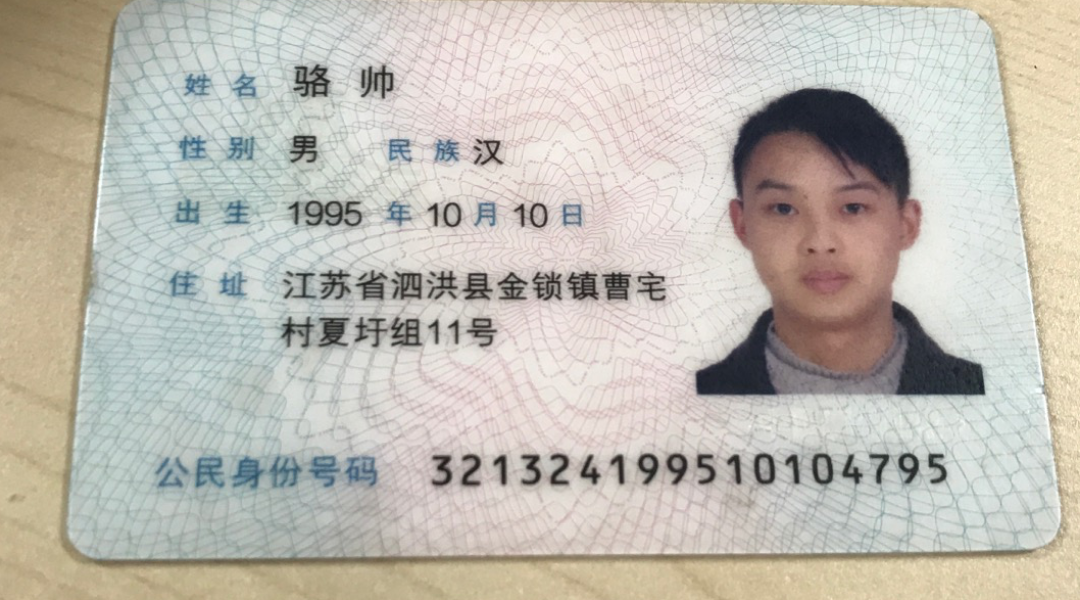 姓名 骆帅
性别 男 民族 汉
出生 1995 年 10 月 10 日
住址 江苏省泗洪县金锁镇曹宅
村夏圩组11号
公民身份号码 321324199510104795